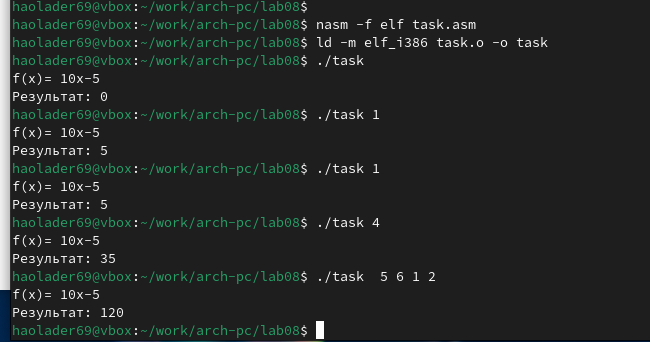 haolader69@vbox:~/work/arch-pc/lab08$
haolader69@vbox:~/work/arch-pc/lab08$ nasm -f elf task.asm
haolader69@vbox:~/work/arch-pc/lab08$ ld -m elf_i386 task.o -o task
haolader69@vbox:~/work/arch-pc/lab08$ ./task
f(x)= 10x-5
Результат: 0
haolader69@vbox:~/work/arch-pc/lab08$ ./task 1
f(x)= 10x-5
Результат: 5
haolader69@vbox:~/work/arch-pc/lab08$ ./task 1
f(x)= 10x-5
Результат: 5
haolader69@vbox:~/work/arch-pc/lab08$ ./task 4
f(x)= 10x-5
Результат: 35
haolader69@vbox:~/work/arch-pc/lab08$ ./task  5 6 1 2
f(x)= 10x-5
Результат: 120
haolader69@vbox:~/work/arch-pc/lab08$